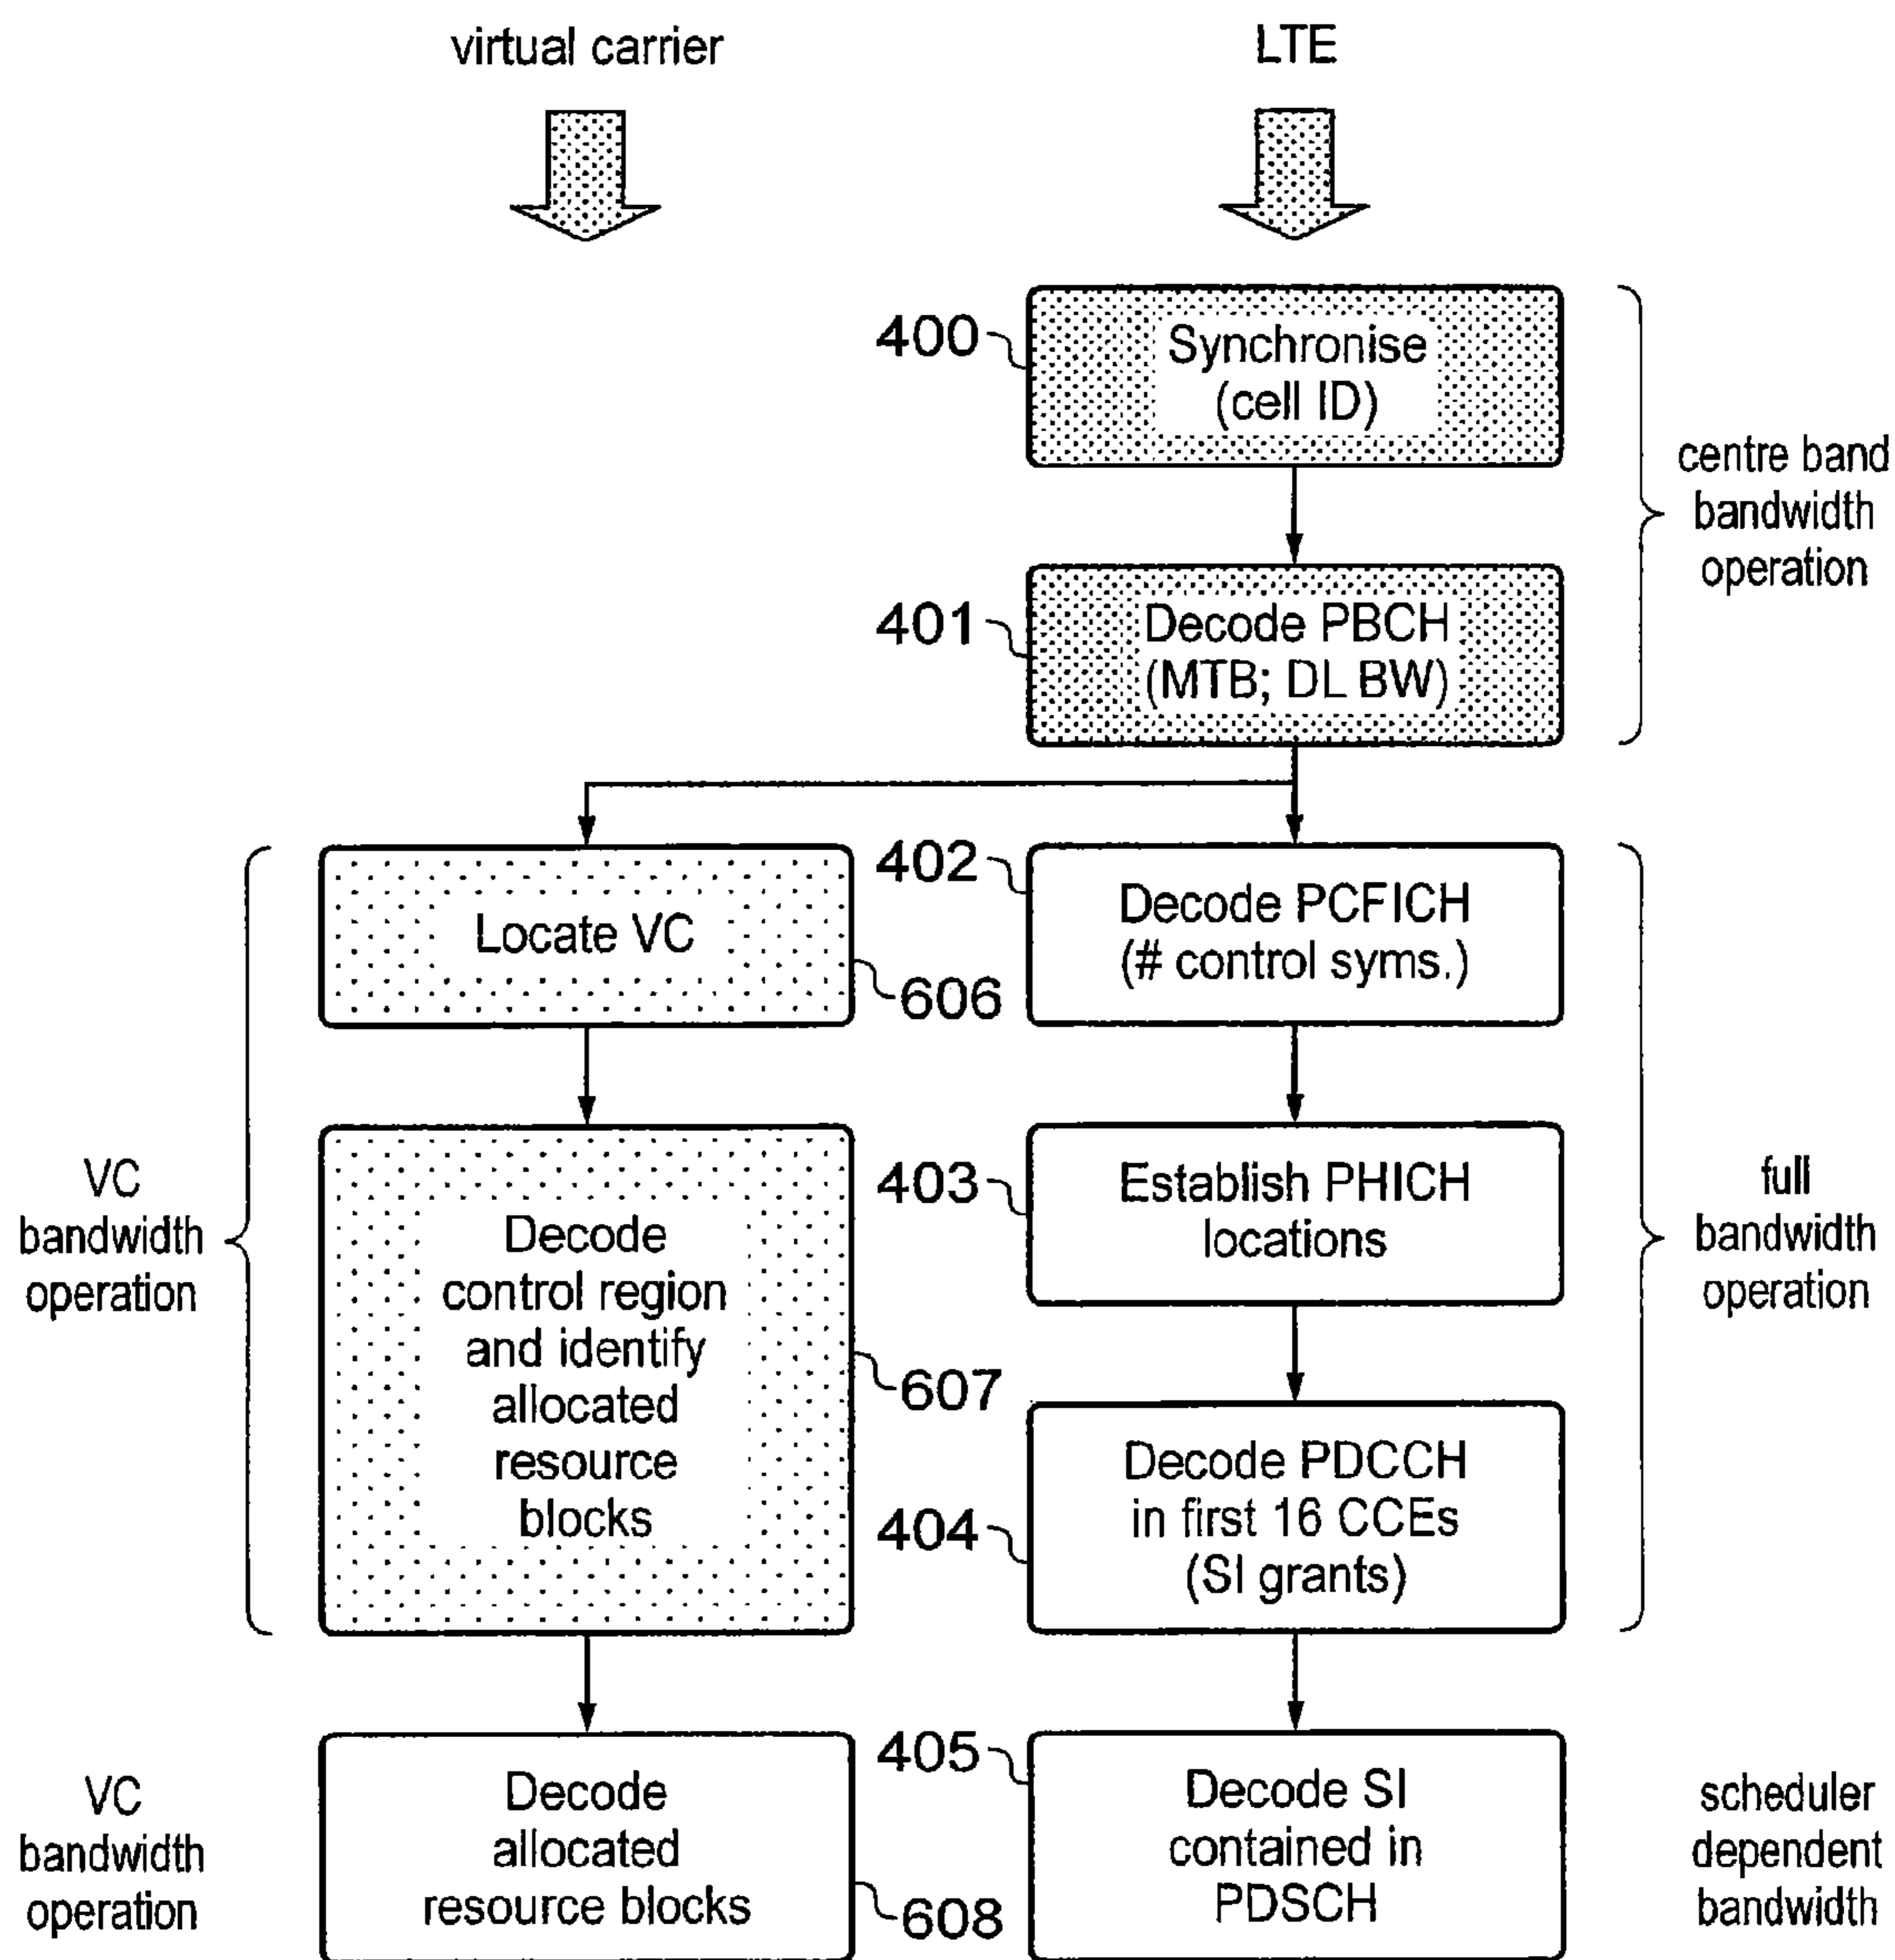 virtual carrier
LTE
400
Synchronise
(cell ID)
centre band
bandwidth
operation
401
Decode PBCH
(MTB; DL BW)
Locate VC
606
402
Decode PCFICH
(# control syms.)
VC
bandwidth
operation
Decode
control region
and identify
allocated
resource
blocks
607
403
Establish PHICH
locations
full
bandwidth
operation
404
Decode PDCCH
in first 16 CCEs
(SI grants)
VC
bandwidth
operation
Decode
allocated
resource blocks
608
405
Decode SI
contained in
PDSCH
scheduler
dependent
bandwidth